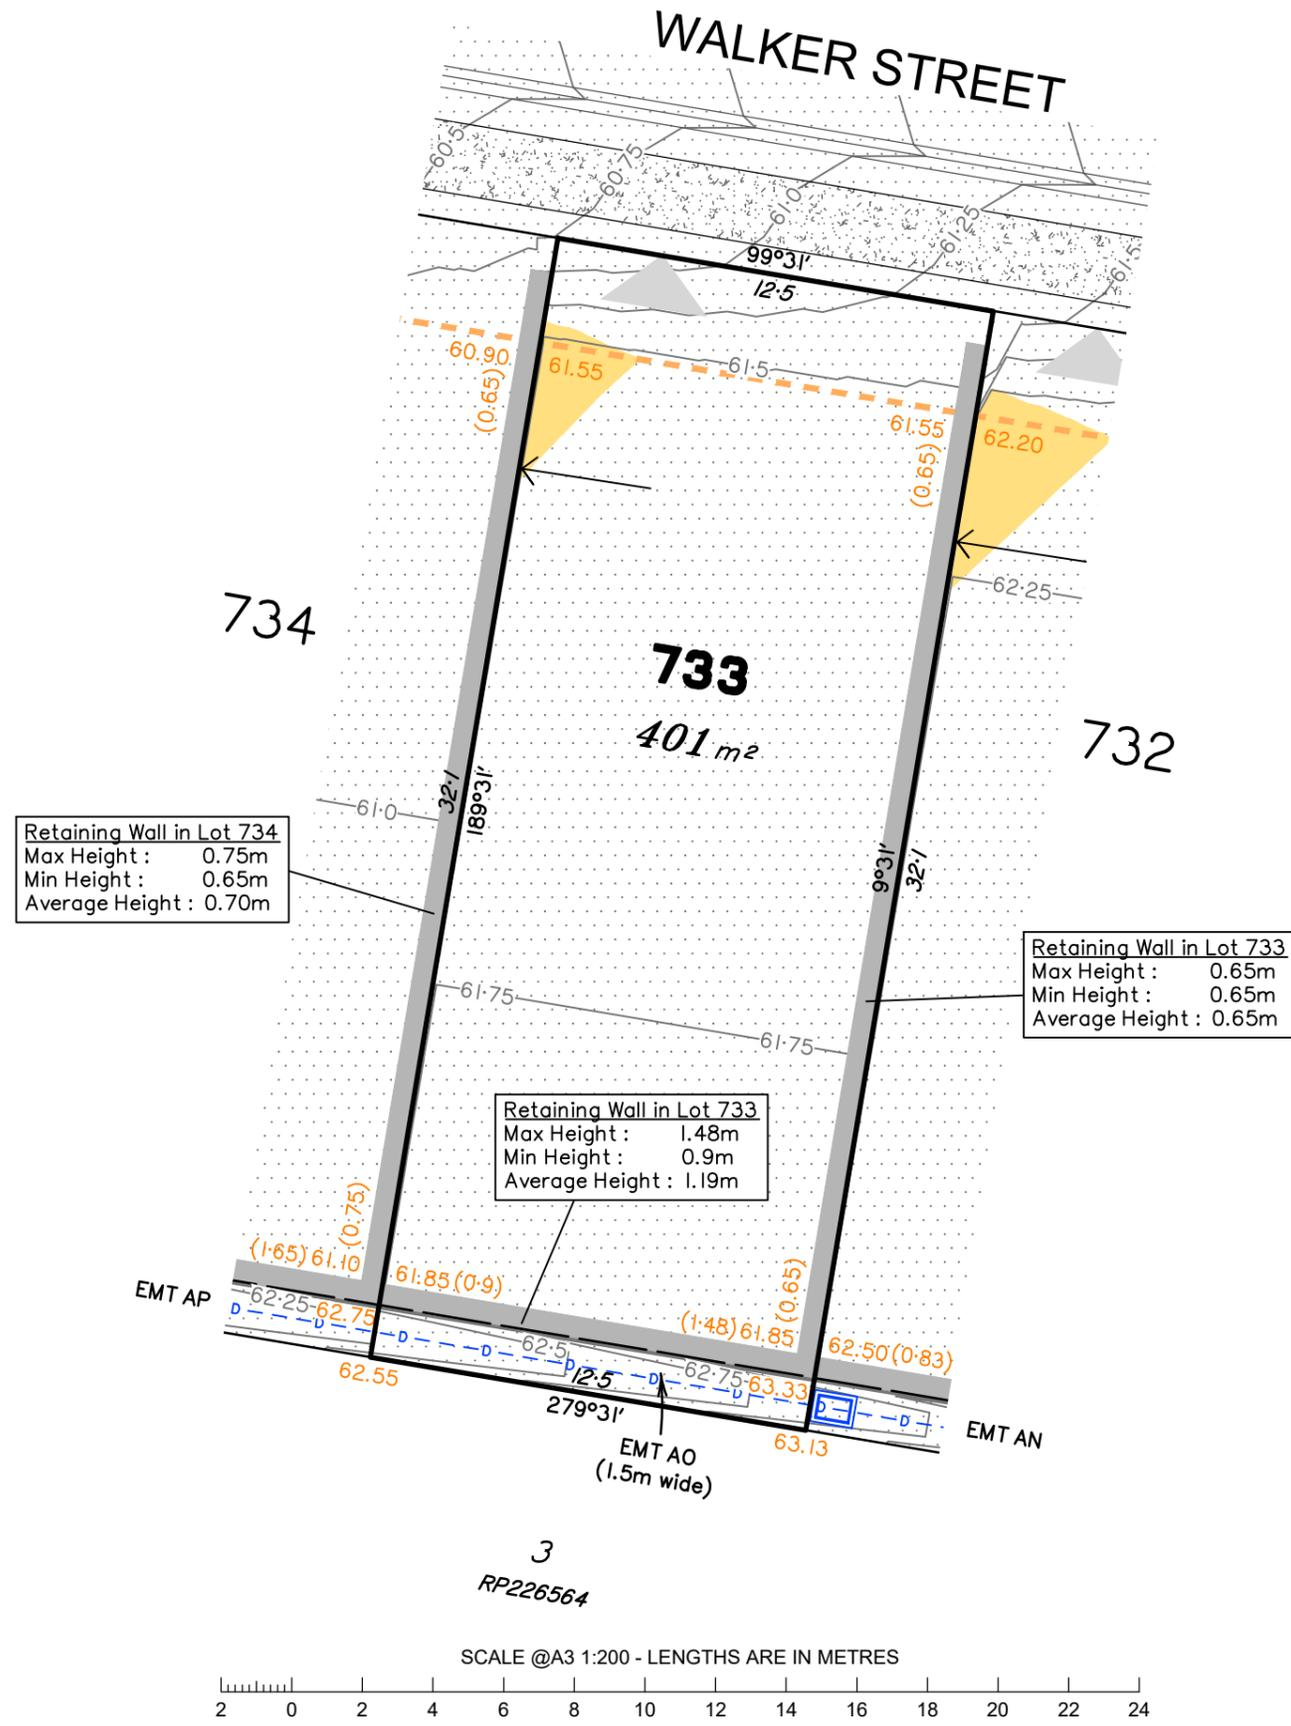 WALKER STREET
60·5
60·75
61·0
61·25
61·5
99°31'
12·5
60.90
(0.65)
61.55
61·5
61.55
(0.65)
62.20
62·25
734
733
401 m²
732
61·0
32·1
189°31'
9°31'
32·1
Retaining Wall in Lot 734
Max Height : 0.75m
Min Height : 0.65m
Average Height : 0.70m
Retaining Wall in Lot 733
Max Height : 0.65m
Min Height : 0.65m
Average Height : 0.65m
61·75
61·75
Retaining Wall in Lot 733
Max Height : 1.48m
Min Height : 0.9m
Average Height : 1.19m
(0.75)
(1·65) 61.10
61.85 (0·9)
(0.65)
(1·48) 61.85
62.50 (0·83)
EMT AP
62·25
62.75
D D D D D D D D D
62·5
62·75
63.33
62.55
12·5
279°31'
63.13
EMT AN
EMT AO
(1.5m wide)
3
RP226564
SCALE @A3 1:200 - LENGTHS ARE IN METRES
2 0 2 4 6 8 10 12 14 16 18 20 22 24